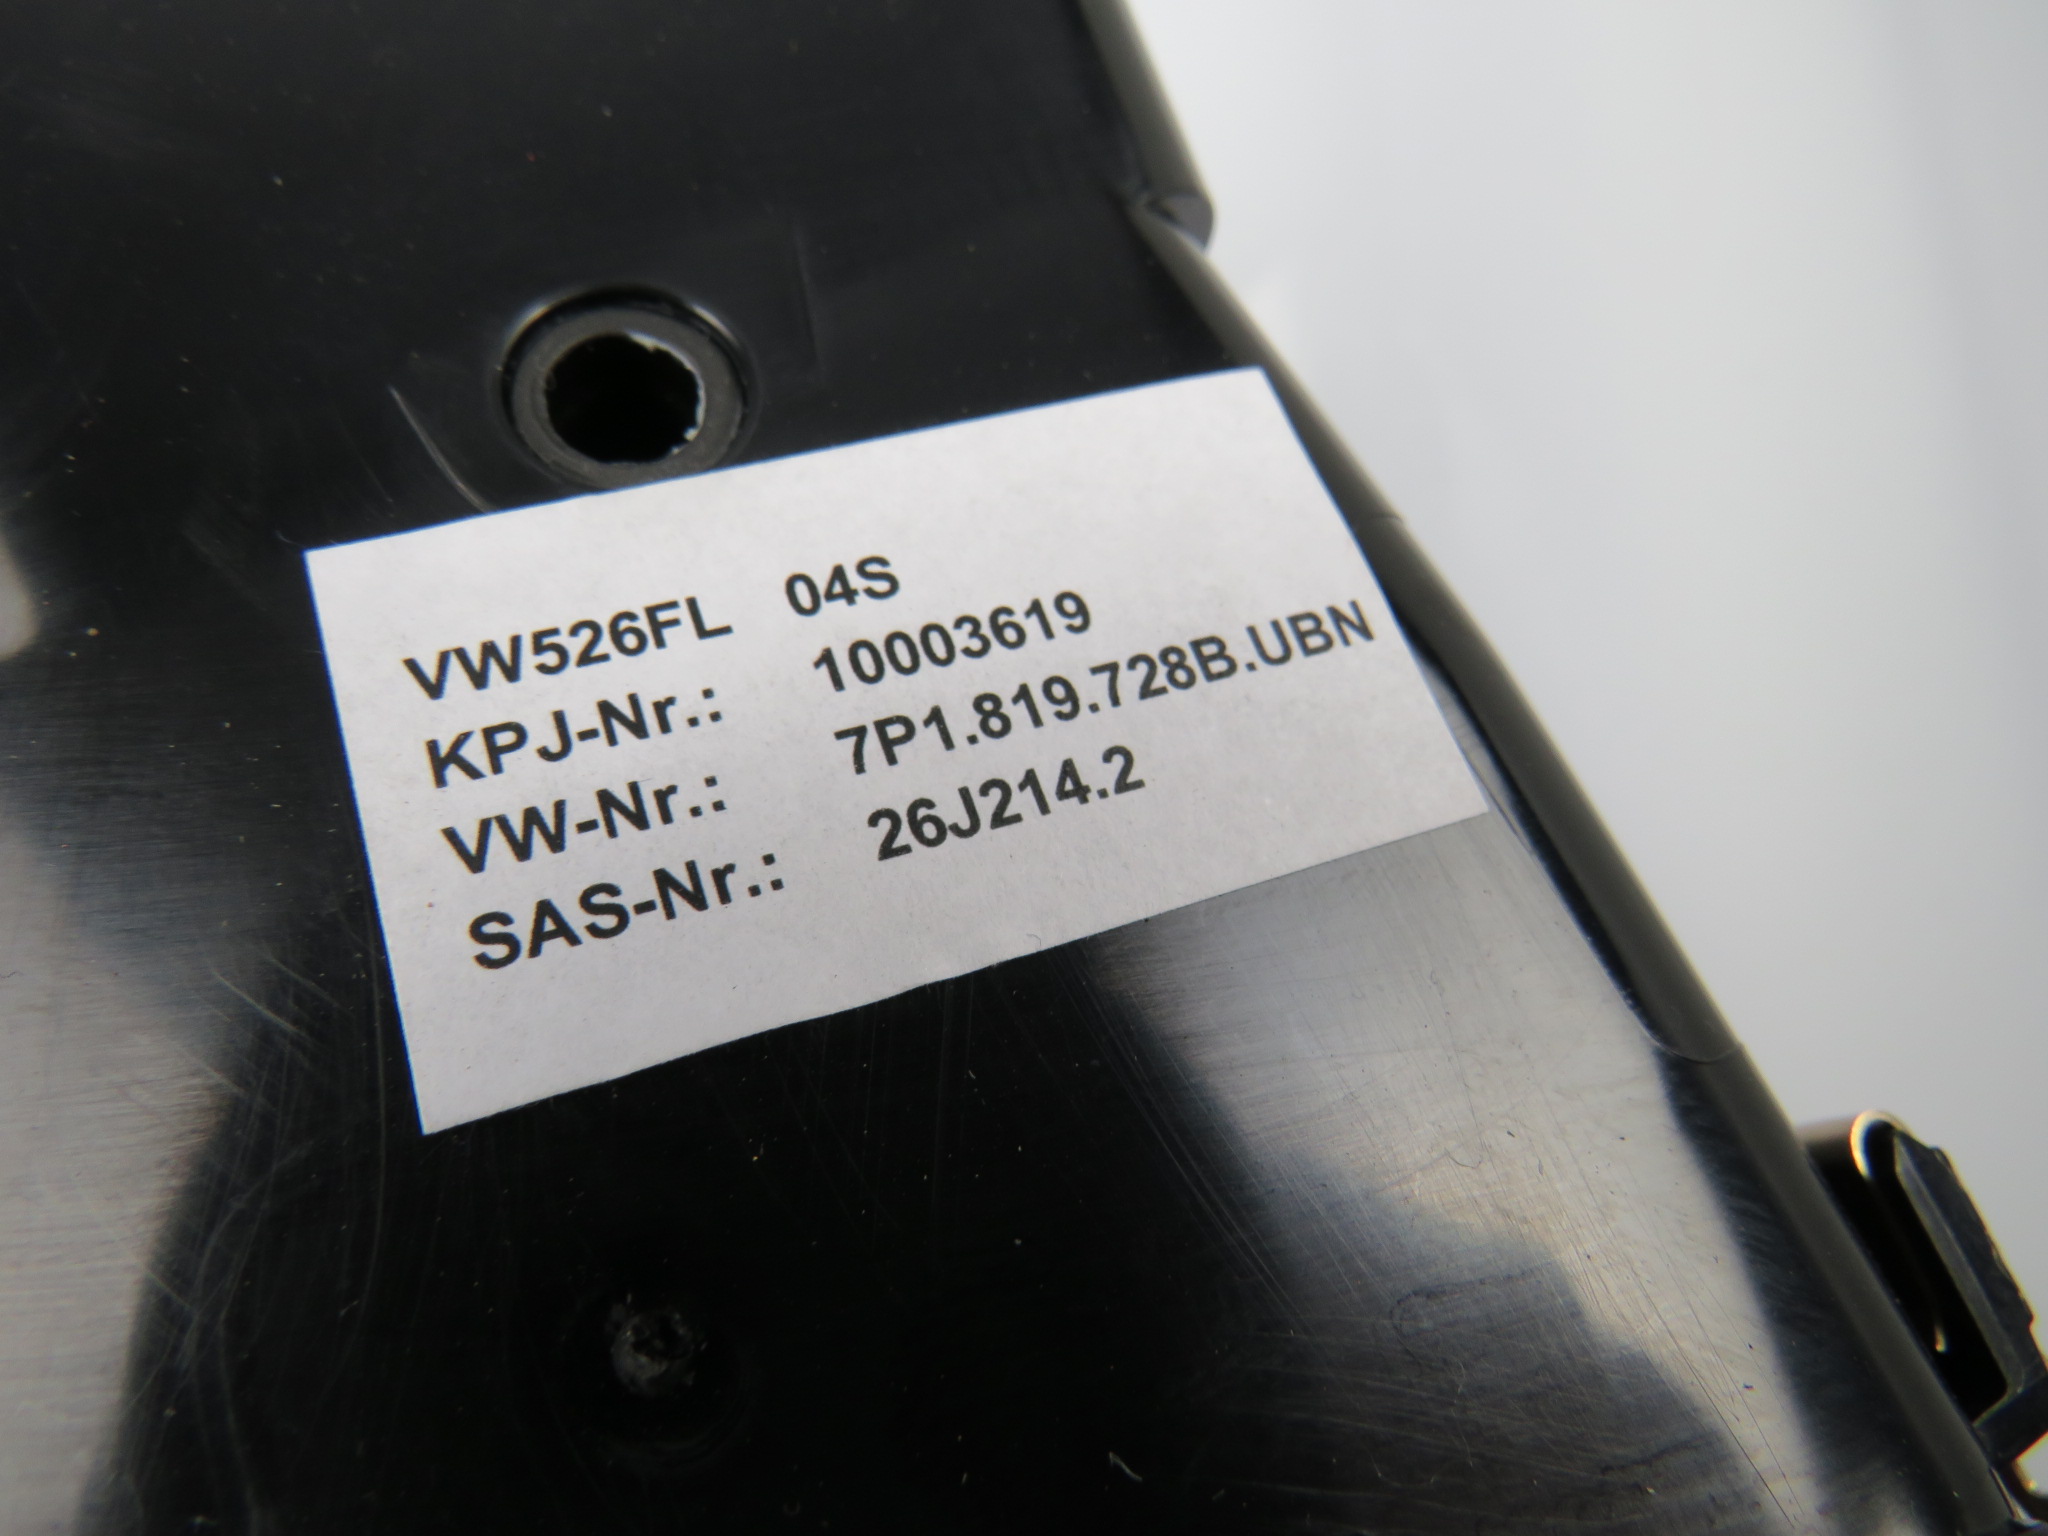 VW526FL 04S
KPJ-Nr.: 10003619
VW-Nr.: 7P1.819.728B.UBN
SAS-Nr.: 26J214.2